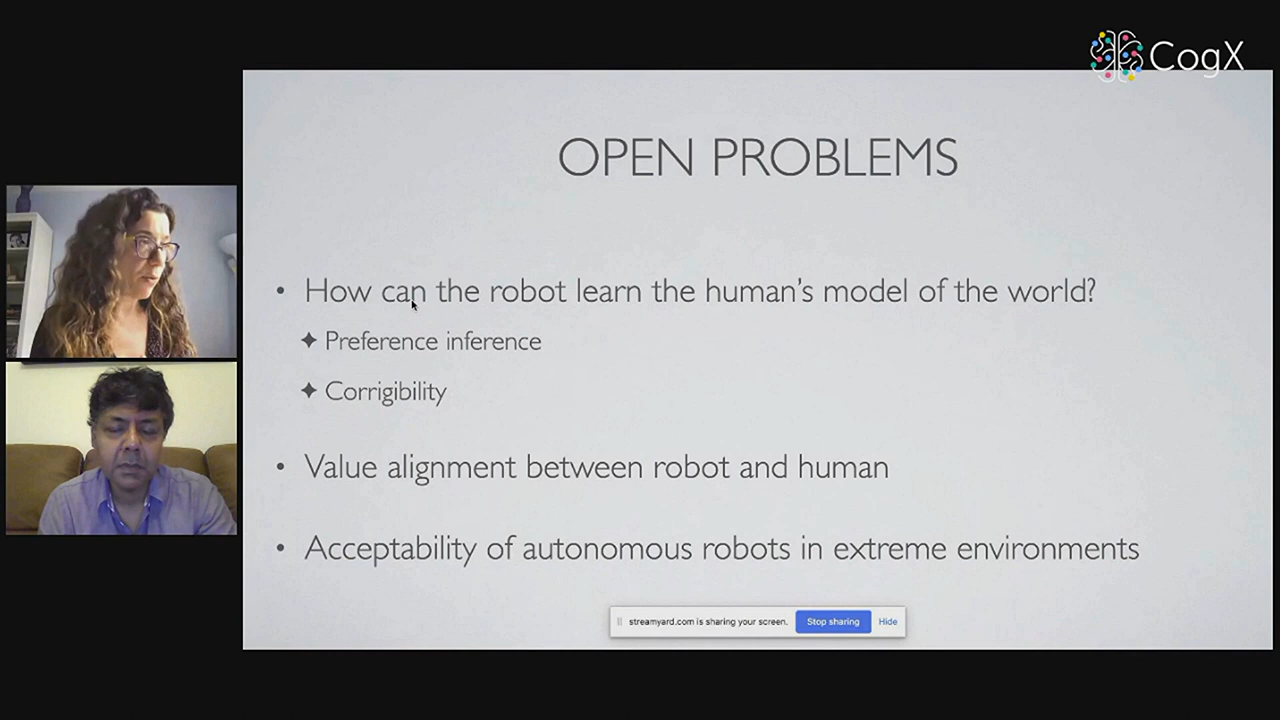 CogX
OPEN PROBLEMS
• How can the robot learn the human's model of the world?
✦ Preference inference
✦ Corrigibility
• Value alignment between robot and human
• Acceptability of autonomous robots in extreme environments
streamyard.com is sharing your screen. Stop sharing Hide